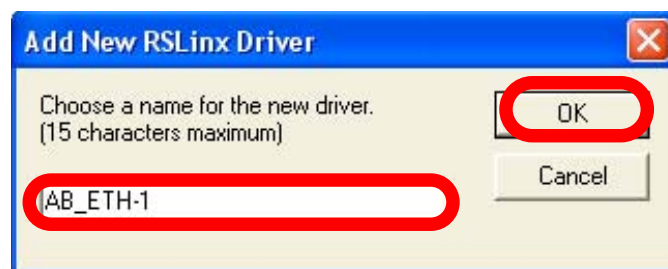 Add New RSLinx Driver
Choose a name for the new driver.
(15 characters maximum)
OK
Cancel
AB_ETH-1